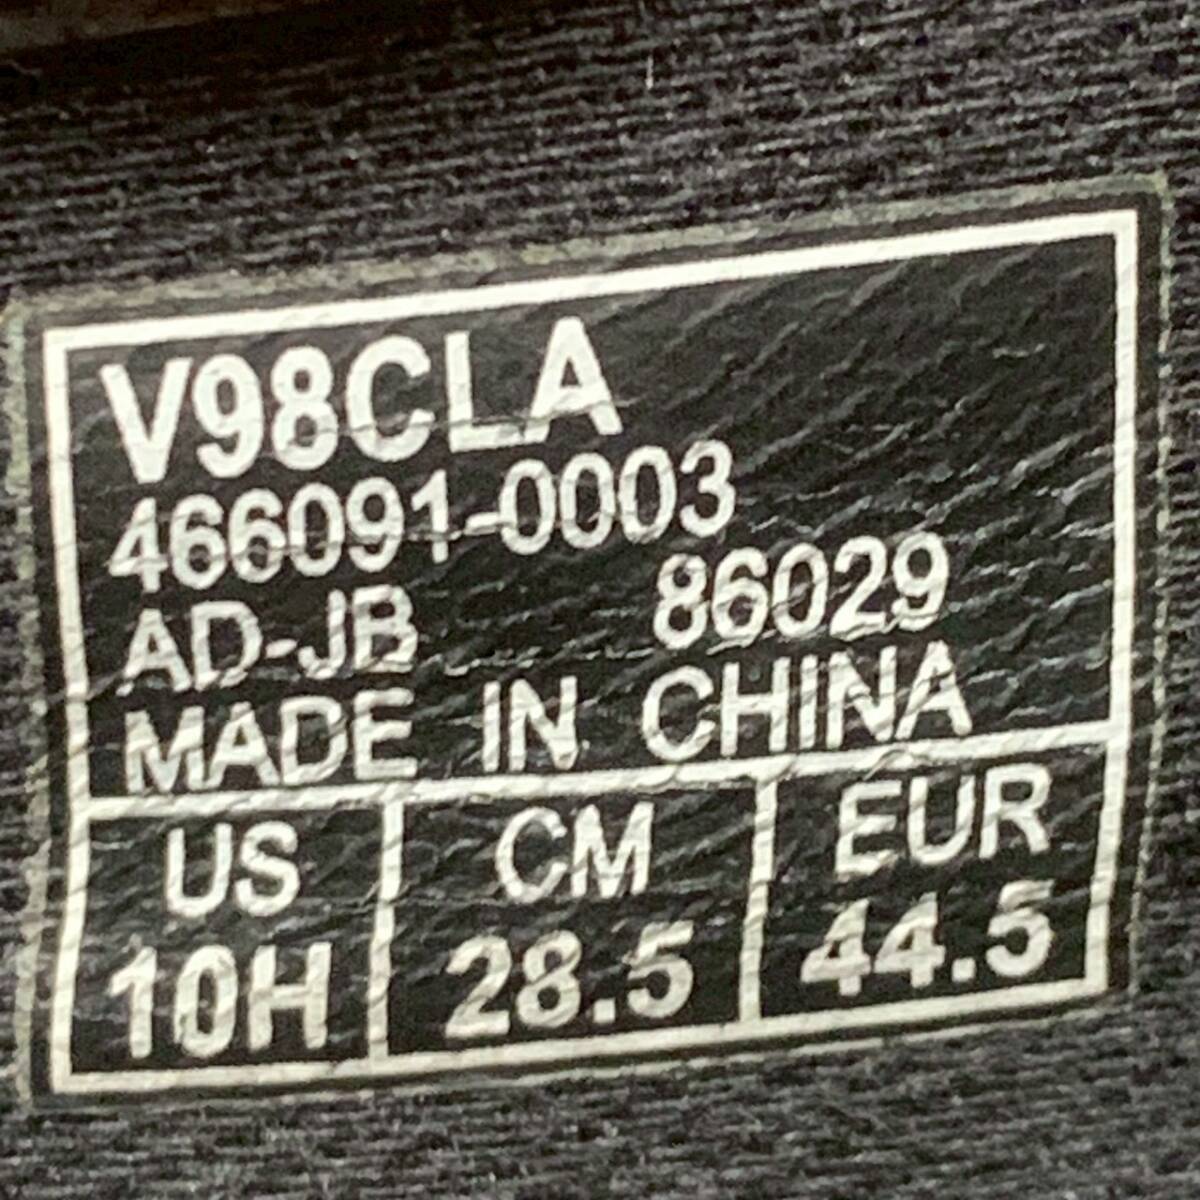 V98CLA
466091-0003
AD-JB 86029
MADE IN CHINA
US CM EUR
10H 28.5 44.5